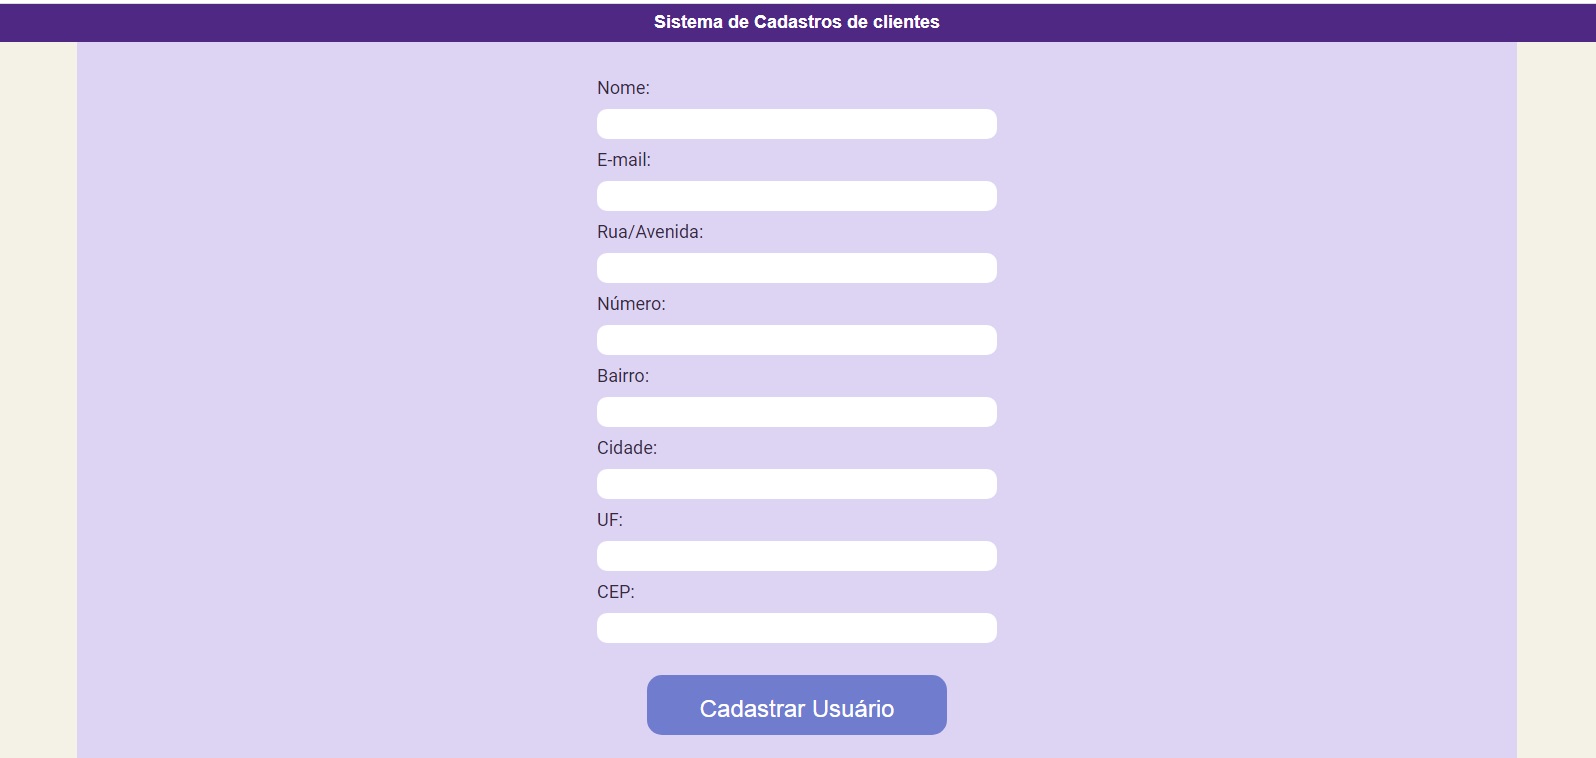 Sistema de Cadastros de clientes
Nome:
E-mail:
Rua/Avenida:
Número:
Bairro:
Cidade:
UF:
CEP:
Cadastrar Usuário